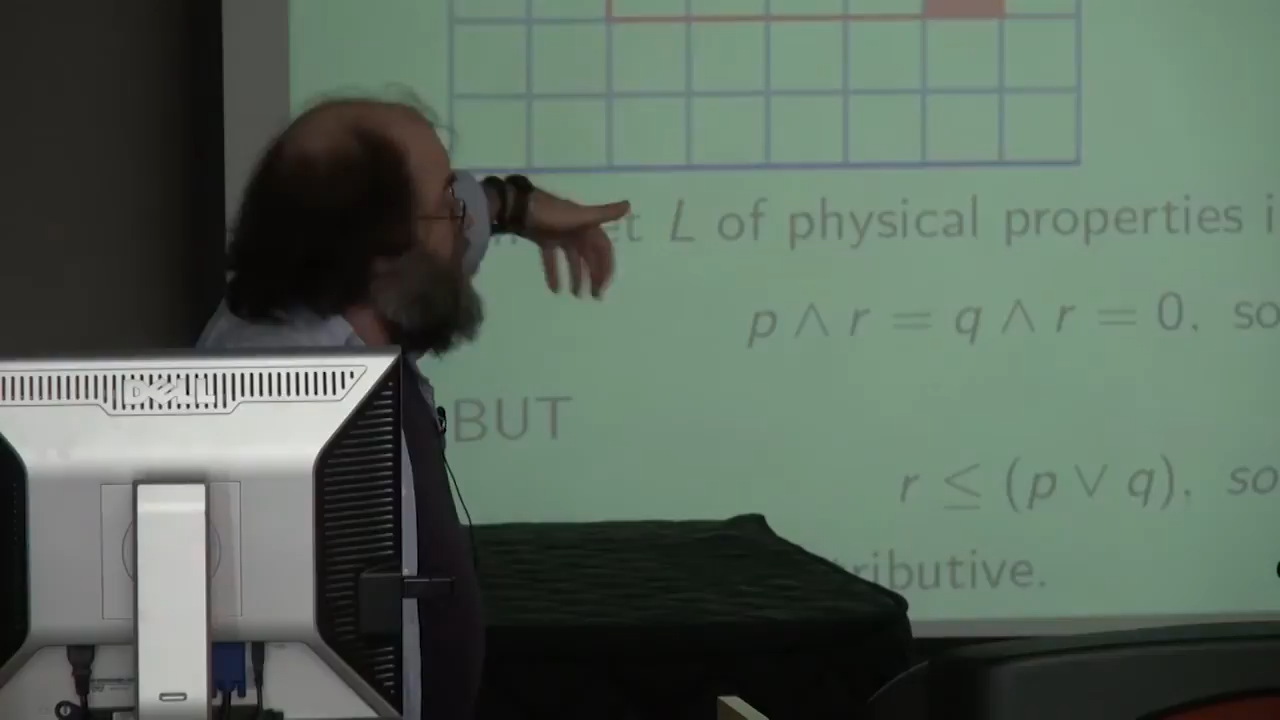 L of physical properties
p ∧ r = q ∧ r = 0, so
BUT
r ≤ (p ∨ q), so
ributive.
DELL